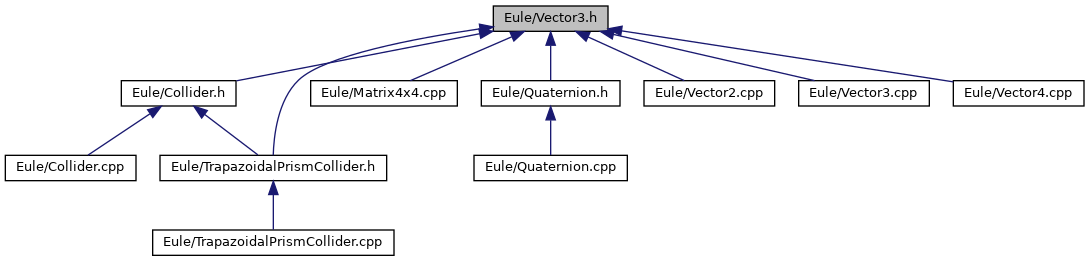 Eule/Vector3.h
Eule/Collider.h
Eule/Matrix4x4.cpp
Eule/Quaternion.h
Eule/Vector2.cpp
Eule/Vector3.cpp
Eule/Vector4.cpp
Eule/Collider.cpp
Eule/TrapazoidalPrismCollider.h
Eule/Quaternion.cpp
Eule/TrapazoidalPrismCollider.cpp